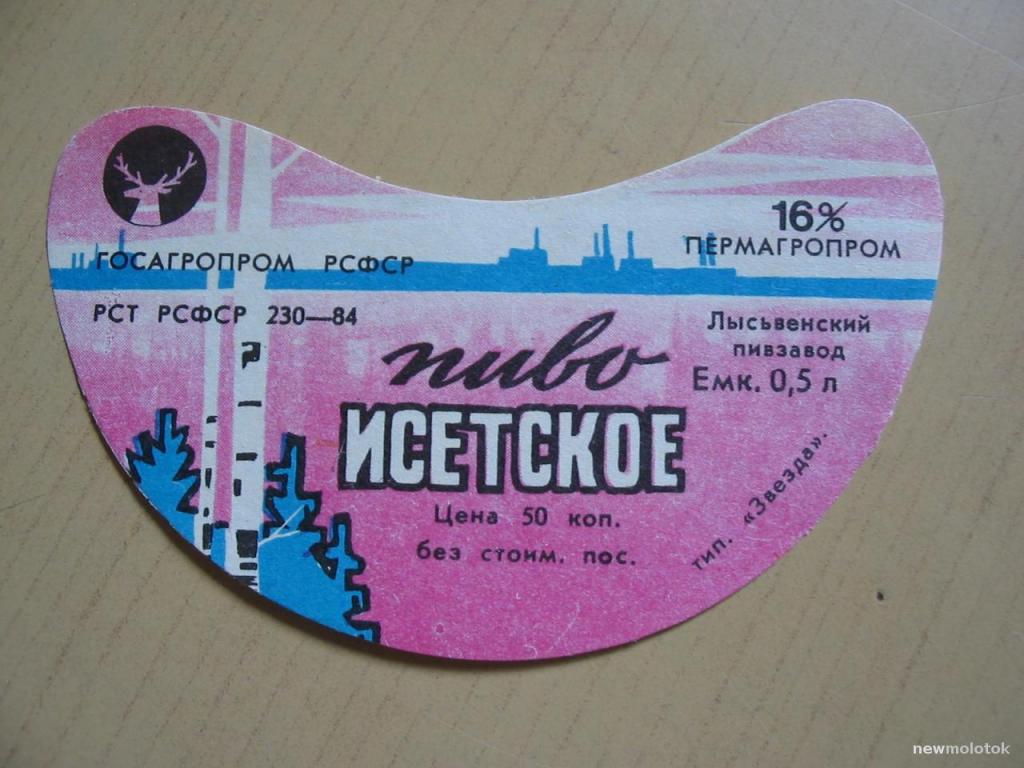 16%
ГОСАГРОПРОМ РСФСР
ПЕРМАГРОПРОМ
РСТ РСФСР 230—84
Лысьвенский
пивзавод
Емк. 0,5 л
пиво
ИСЕТСКОЕ
Цена 50 коп.
без стоим. пос.
тип. «Звезда».
newmolotok